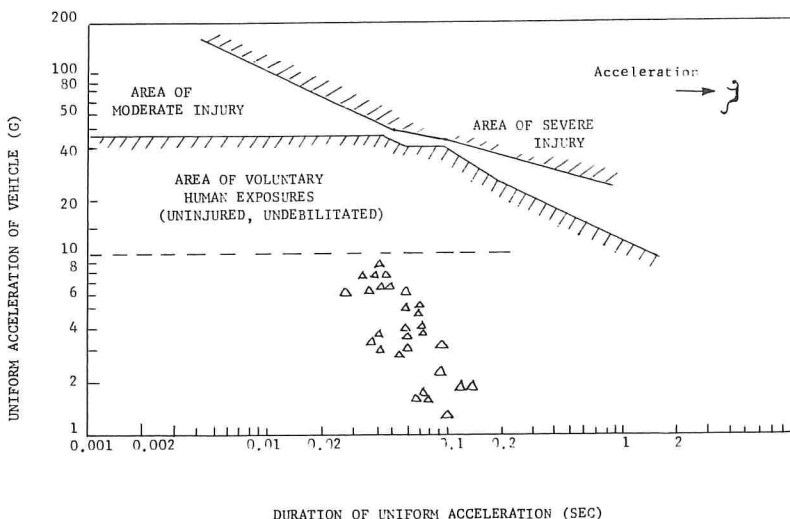 UNIFORM ACCELERATION OF VEHICLE (G)
200
100
80
60
50
40
20
10
8
6
4
2
1
AREA OF
MODERATE INJURY
Acceleration
AREA OF SEVERE
INJURY
AREA OF VOLUNTARY
HUMAN EXPOSURES
(UNINJURED, UNDEBILITATED)
0.001 0.002 0.01 0.02 0.1 0.2 1 2
DURATION OF UNIFORM ACCELERATION (SEC)